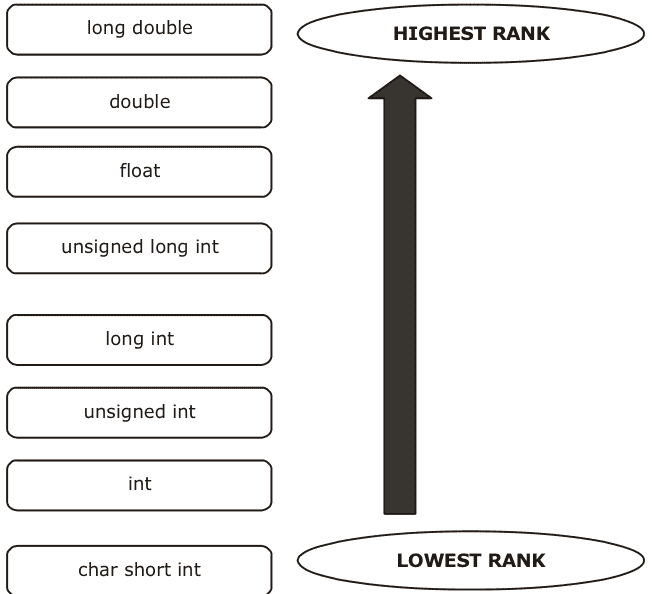 long double
HIGHEST RANK
double
float
unsigned long int
long int
unsigned int
int
char short int
LOWEST RANK